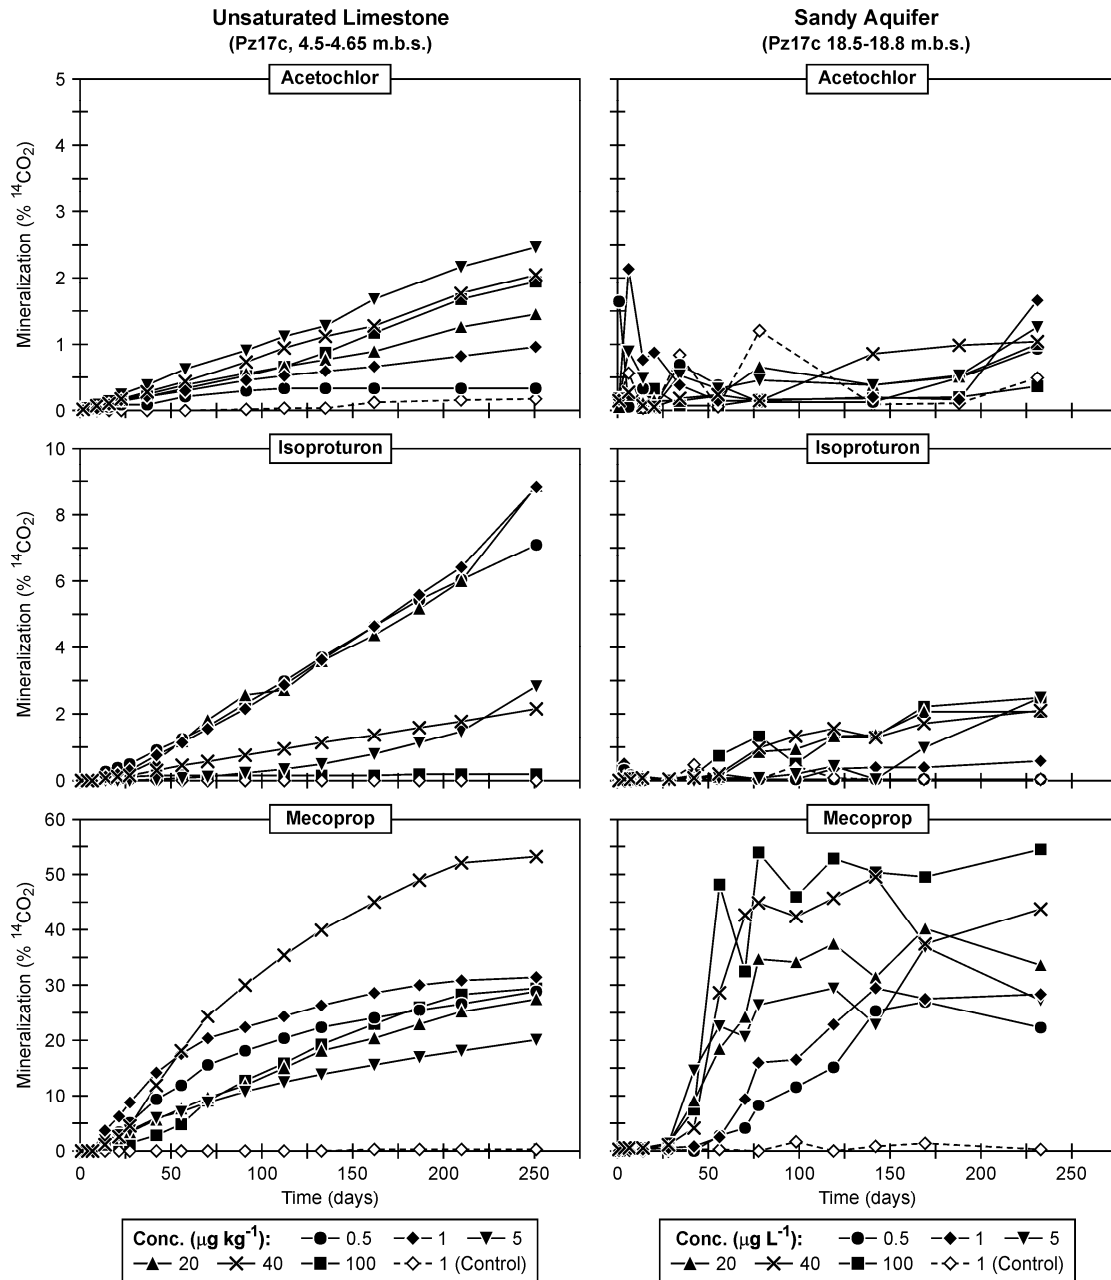 Unsaturated Limestone
(Pz17c, 4.5-4.65 m.b.s.)
Sandy Aquifer
(Pz17c 18.5-18.8 m.b.s.)
Acetochlor
Acetochlor
Mineralization (% ¹⁴CO₂)
5
4
3
2
1
0
Isoproturon
Isoproturon
Mineralization (% ¹⁴CO₂)
10
8
6
4
2
0
Mecoprop
Mecoprop
Mineralization (% ¹⁴CO₂)
60
50
40
30
20
10
0
0 50 100 150 200 250
Time (days)
0 50 100 150 200 250
Time (days)
Conc. (μg kg⁻¹): 0.5 1 5
20 40 100 1 (Control)
Conc. (μg L⁻¹): 0.5 1 5
20 40 100 1 (Control)